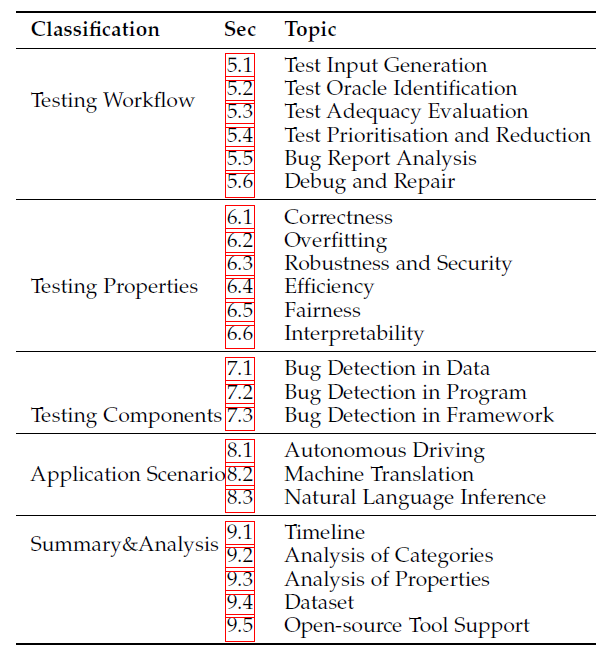 Classification Sec Topic
5.1 Test Input Generation
5.2 Test Oracle Identification
Testing Workflow 5.3 Test Adequacy Evaluation
5.4 Test Prioritisation and Reduction
5.5 Bug Report Analysis
5.6 Debug and Repair
6.1 Correctness
6.2 Overfitting
6.3 Robustness and Security
Testing Properties 6.4 Efficiency
6.5 Fairness
6.6 Interpretability
7.1 Bug Detection in Data
7.2 Bug Detection in Program
Testing Components 7.3 Bug Detection in Framework
8.1 Autonomous Driving
Application Scenario 8.2 Machine Translation
8.3 Natural Language Inference
9.1 Timeline
Summary&Analysis 9.2 Analysis of Categories
9.3 Analysis of Properties
9.4 Dataset
9.5 Open-source Tool Support